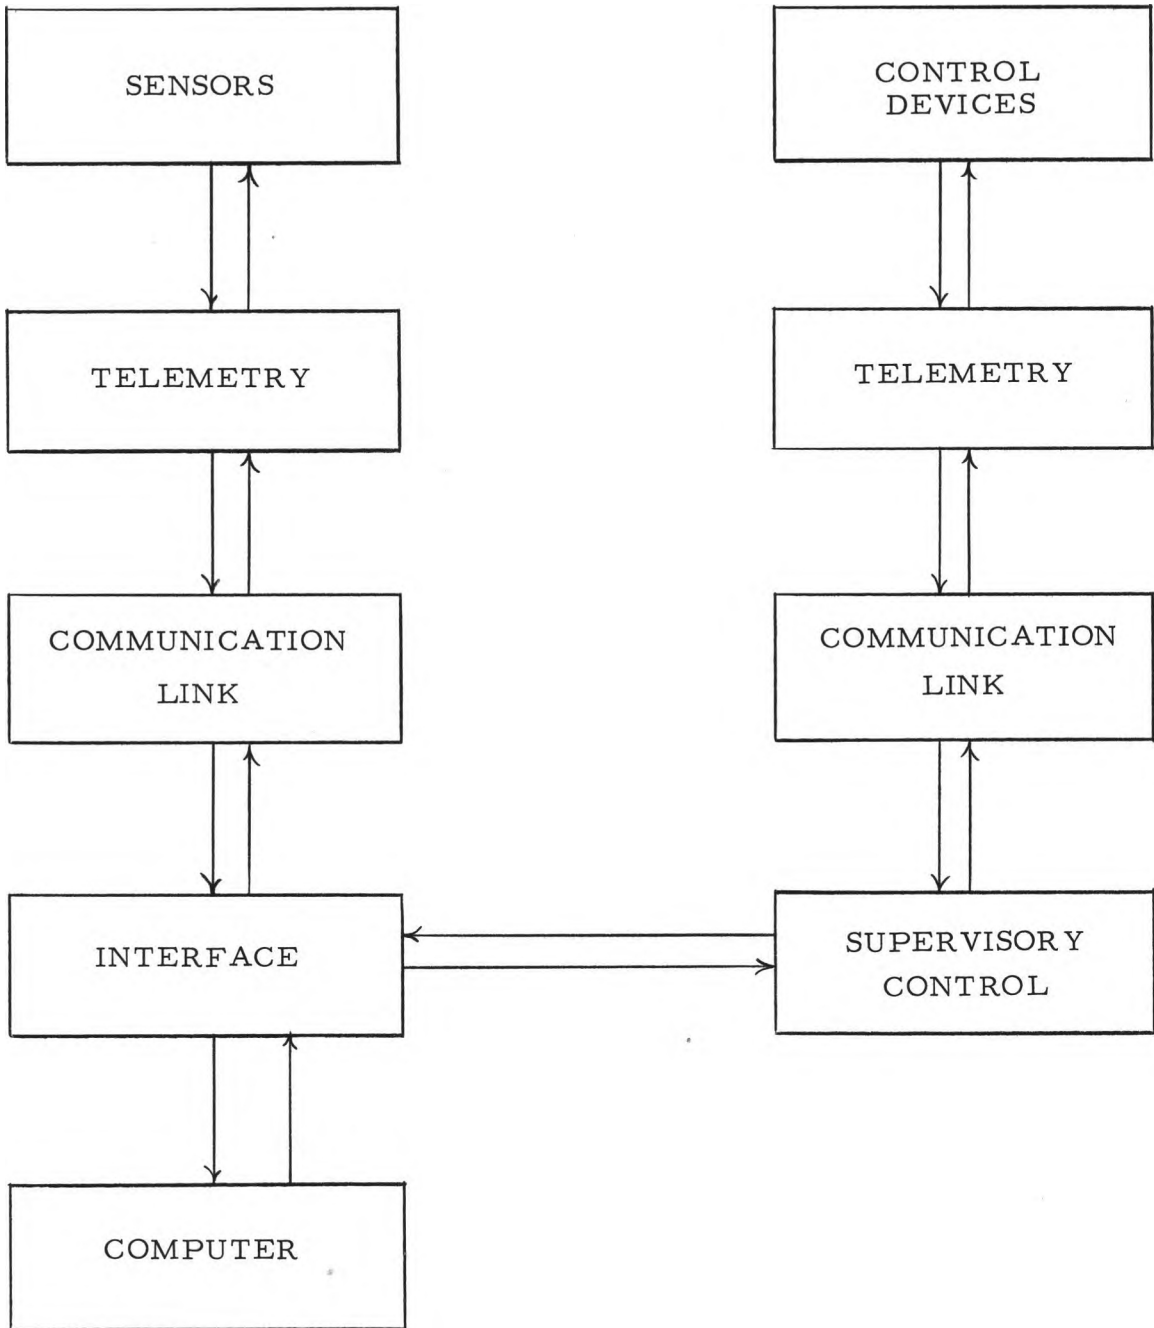 SENSORS
CONTROL
DEVICES
TELEMETRY
TELEMETRY
COMMUNICATION
LINK
COMMUNICATION
LINK
INTERFACE
SUPERVISORY
CONTROL
COMPUTER